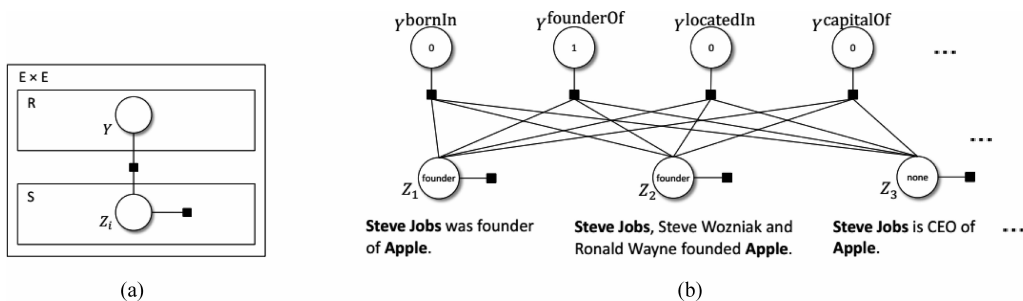 E × E
R
Y
S
Z_i
(a)
Y^bornIn Y^founderOf Y^locatedIn Y^capitalOf
0 1 0 0 ...
...
founder founder none
Z_1 Z_2 Z_3
Steve Jobs was founder
of Apple.
Steve Jobs, Steve Wozniak and
Ronald Wayne founded Apple.
Steve Jobs is CEO of
Apple.
...
(b)